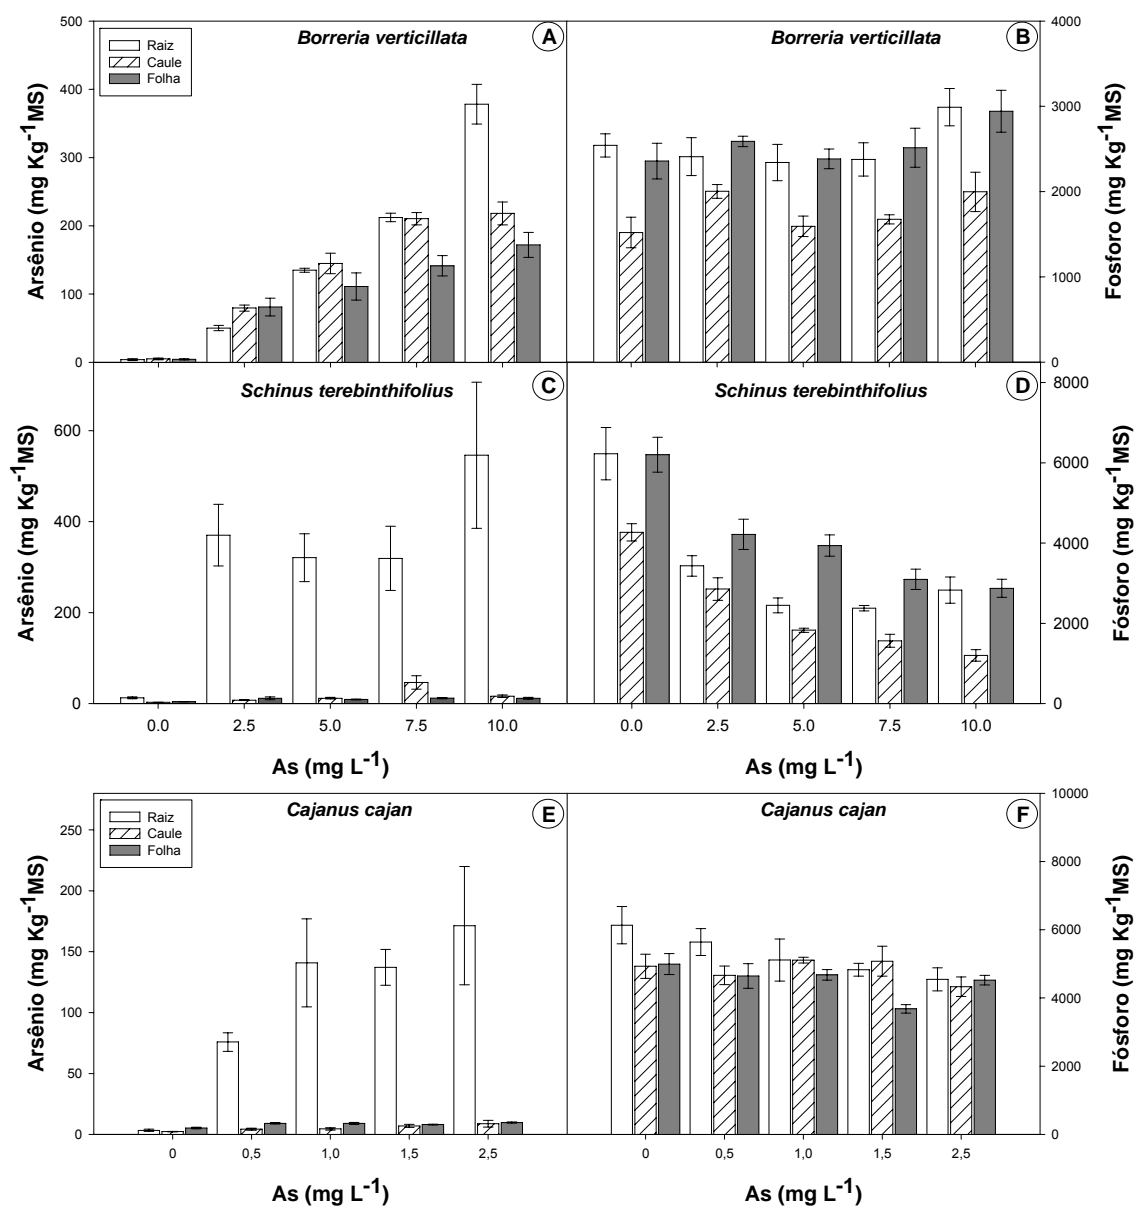 Borreria verticillata
A
Raiz
Caule
Folha
500
400
300
200
100
0
Arsênio (mg Kg⁻¹MS)
Borreria verticillata
B
4000
3000
2000
1000
0
Fosforo (mg Kg⁻¹MS)
Schinus terebinthifolius
C
600
400
200
0
Arsênio (mg Kg⁻¹MS)
0.0 2.5 5.0 7.5 10.0
As (mg L⁻¹)
Schinus terebinthifolius
D
8000
6000
4000
2000
0
Fósforo (mg Kg⁻¹MS)
0.0 2.5 5.0 7.5 10.0
As (mg L⁻¹)
Cajanus cajan
E
Raiz
Caule
Folha
250
200
150
100
50
0
Arsênio (mg Kg⁻¹MS)
0 0,5 1,0 1,5 2,5
As (mg L⁻¹)
Cajanus cajan
F
10000
8000
6000
4000
2000
0
Fósforo (mg Kg⁻¹MS)
0 0,5 1,0 1,5 2,5
As (mg L⁻¹)